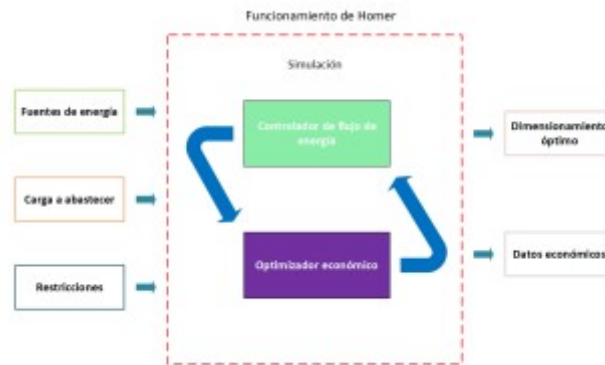 Funcionamiento de Homer
Simulación
Fuentes de energía
Carga a abastecer
Restricciones
Controlador de flujo de
energía
Optimizador económico
Dimensionamiento
óptimo
Datos económicos